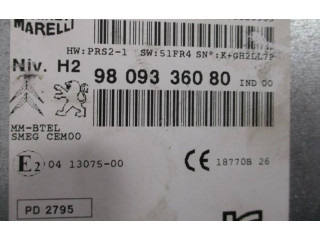 MARELLI
HW:PRS2-1 SW:51FR4 SN°:K+GH2LL79
Niv. H2 98 093 360 80 IND 00
MM-BTEL
SMEG CEM00
E2 04 13075-00 CE 18770B 26
PD 2795